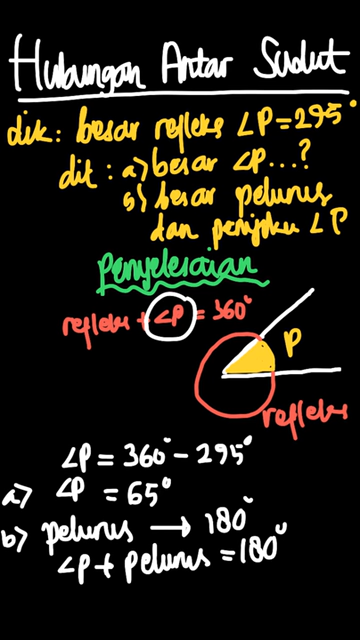 Hubungan Antar Sudut
dik: besar refleks ∠P = 295°
dit: a) besar ∠P...?
b) besar pelurus
dan penyiku ∠P
Penyelesaian
refleks + ∠P = 360°
P
refleks
∠P = 360° - 295°
a) ∠P = 65°
b) pelurus → 180°
∠P + pelurus = 180°